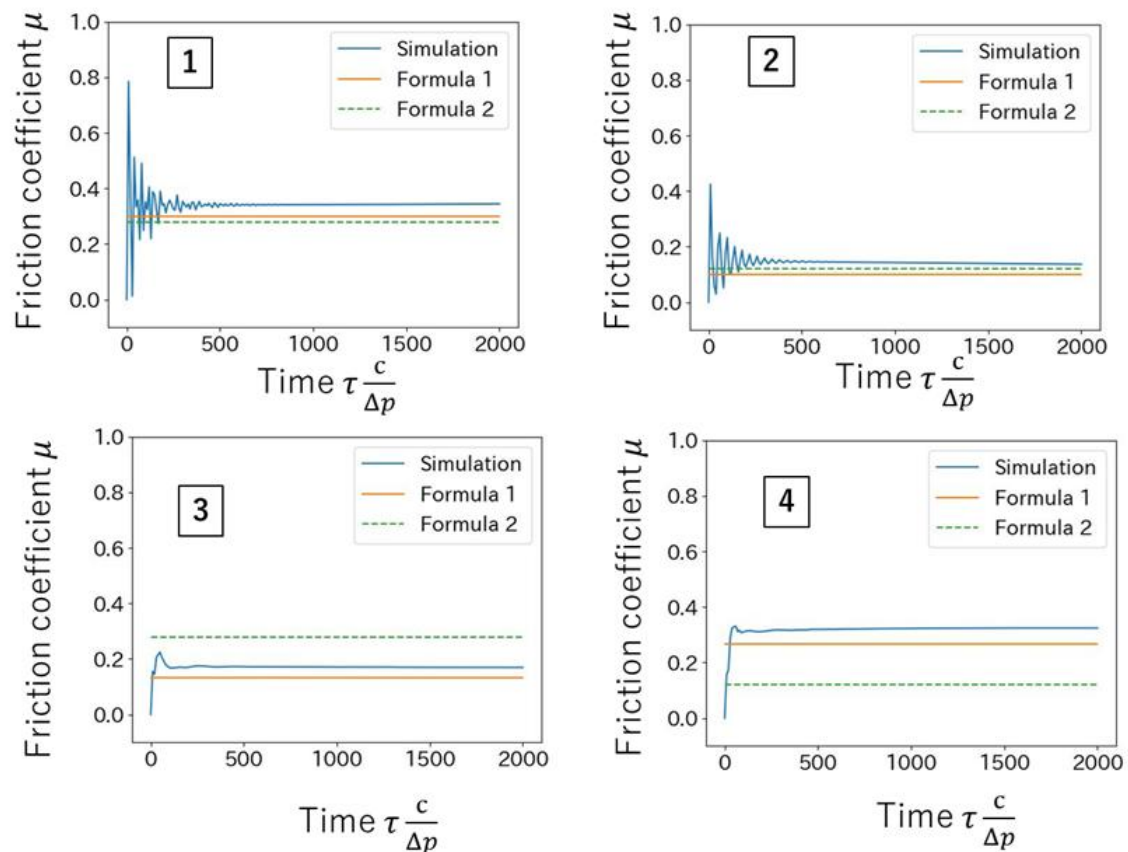 Friction coefficient μ
1.0
0.8
0.6
0.4
0.2
0.0
1
Simulation
Formula 1
Formula 2
0 500 1000 1500 2000
Time τ c/Δp
Friction coefficient μ
1.0
0.8
0.6
0.4
0.2
0.0
2
Simulation
Formula 1
Formula 2
0 500 1000 1500 2000
Time τ c/Δp
Friction coefficient μ
1.0
0.8
0.6
0.4
0.2
0.0
3
Simulation
Formula 1
Formula 2
0 500 1000 1500 2000
Time τ c/Δp
Friction coefficient μ
1.0
0.8
0.6
0.4
0.2
0.0
4
Simulation
Formula 1
Formula 2
0 500 1000 1500 2000
Time τ c/Δp